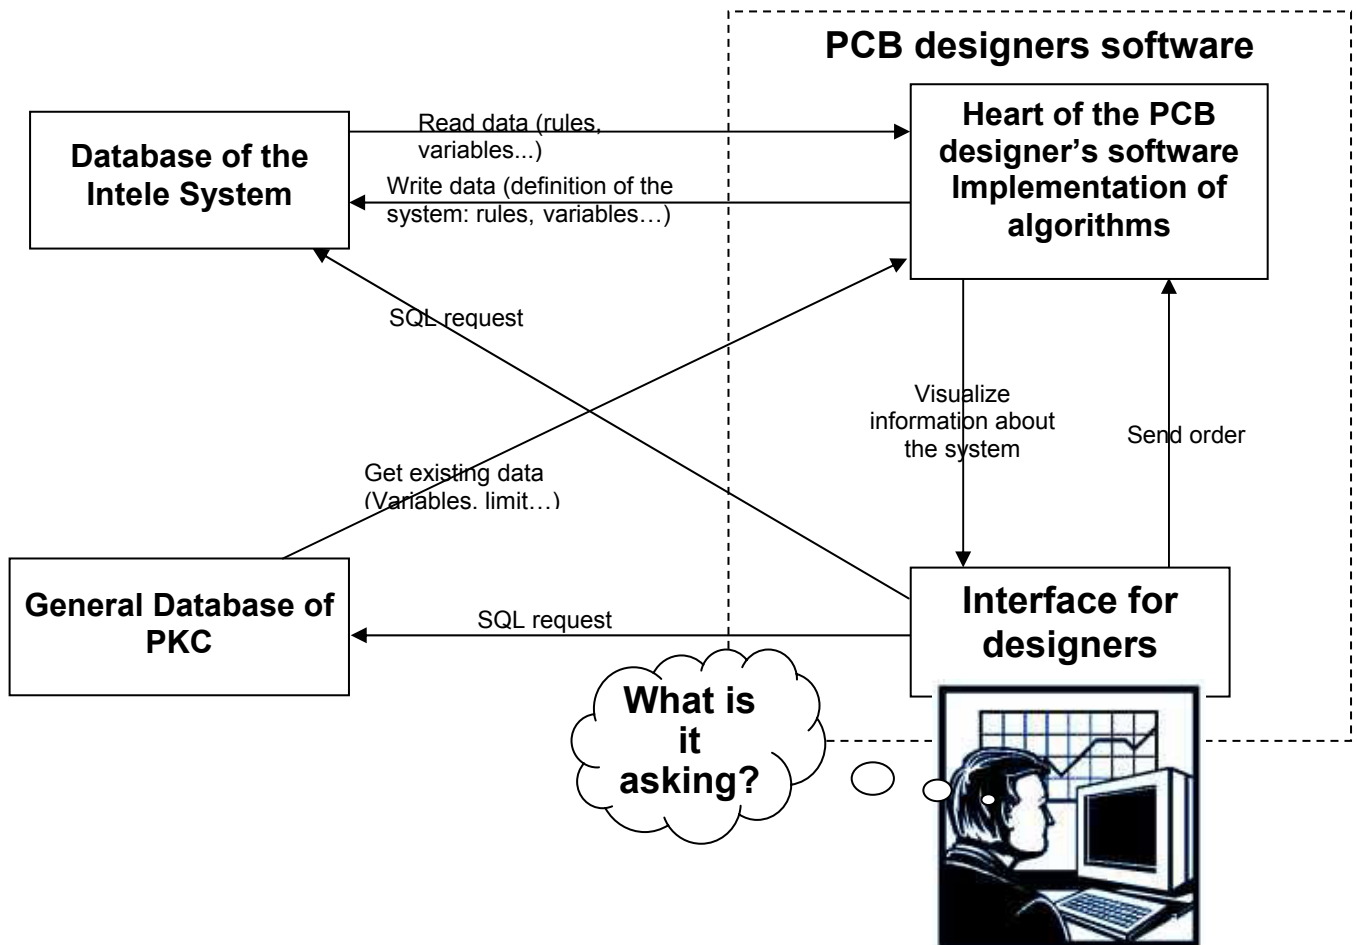 PCB designers software
Database of the
Intele System
Read data (rules,
variables...)
Write data (definition of the
system: rules, variables…)
Heart of the PCB
designer’s software
Implementation of
algorithms
SQL request
Visualize
information about
the system
Send order
Get existing data
(Variables, limit…)
General Database of
PKC
SQL request
Interface for
designers
What is
it
asking?